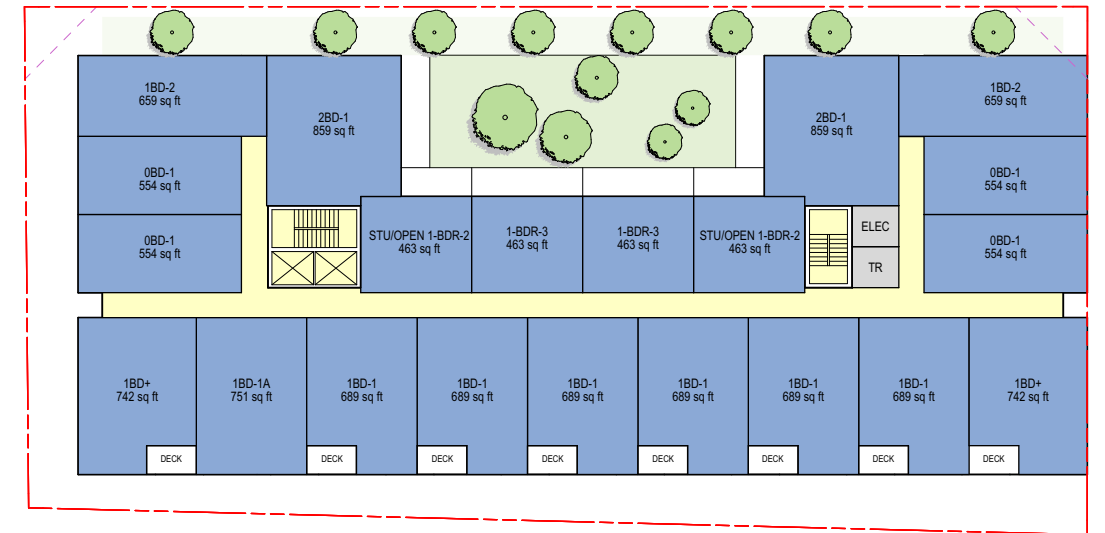 1BD-2
659 sq ft
2BD-1
859 sq ft
2BD-1
859 sq ft
1BD-2
659 sq ft
0BD-1
554 sq ft
0BD-1
554 sq ft
0BD-1
554 sq ft
STU/OPEN 1-BDR-2
463 sq ft
1-BDR-3
463 sq ft
1-BDR-3
463 sq ft
STU/OPEN 1-BDR-2
463 sq ft
ELEC
TR
0BD-1
554 sq ft
1BD+
742 sq ft
1BD-1A
751 sq ft
1BD-1
689 sq ft
1BD-1
689 sq ft
1BD-1
689 sq ft
1BD-1
689 sq ft
1BD-1
689 sq ft
1BD-1
689 sq ft
1BD+
742 sq ft
DECK
DECK
DECK
DECK
DECK
DECK
DECK
DECK